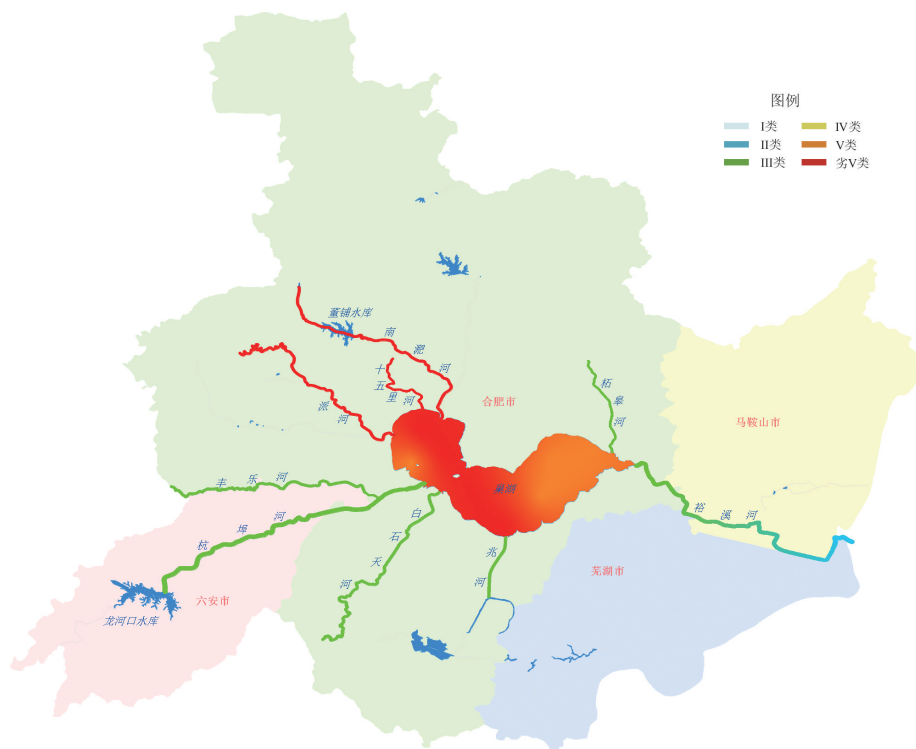 图例
I类
IV类
II类
V类
III类
劣V类
董铺水库
南淝河
十五里河
派河
合肥市
柘皋河
马鞍山市
丰乐河
巢湖
杭埠河
白石天河
裕溪河
兆河
芜湖市
六安市
龙河口水库